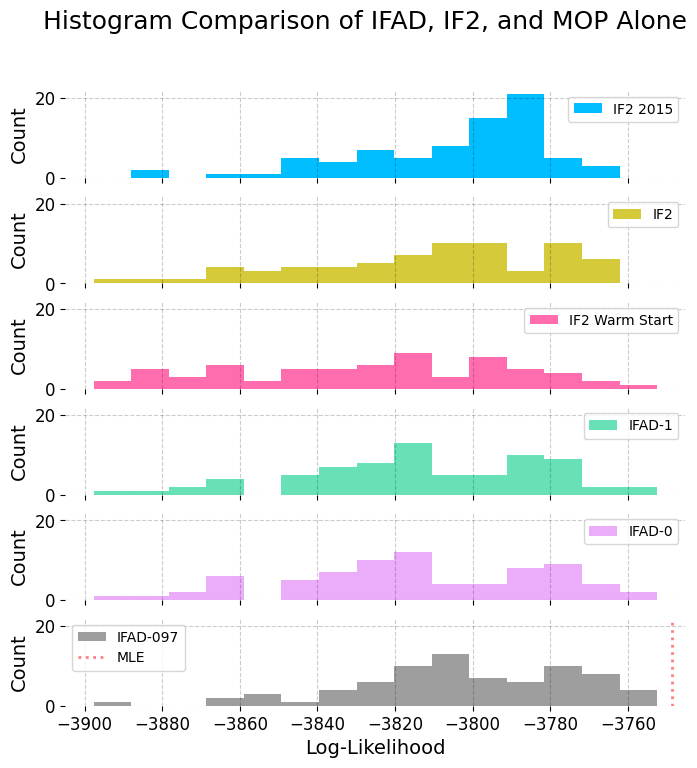 Histogram Comparison of IFAD, IF2, and MOP Alone
20
0
Count
IF2 2015
20
0
Count
IF2
20
0
Count
IF2 Warm Start
20
0
Count
IFAD-1
20
0
Count
IFAD-0
20
0
Count
IFAD-097
MLE
−3900 −3880 −3860 −3840 −3820 −3800 −3780 −3760
Log-Likelihood